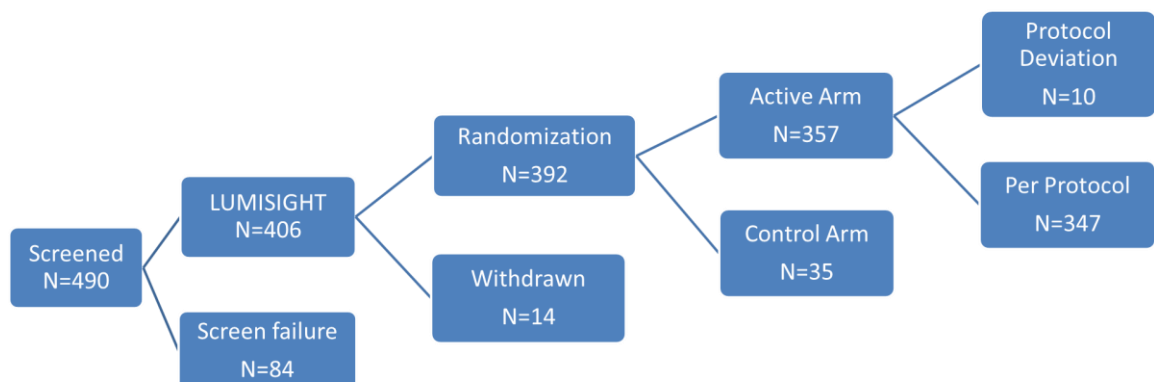 Screened
N=490
LUMISIGHT
N=406
Screen failure
N=84
Randomization
N=392
Withdrawn
N=14
Active Arm
N=357
Control Arm
N=35
Protocol
Deviation
N=10
Per Protocol
N=347